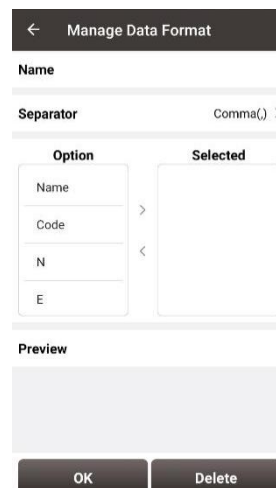 ← Manage Data Format
Name
Separator Comma(,)
Option Selected
Name
>
Code
<
N
E
Preview
OK Delete